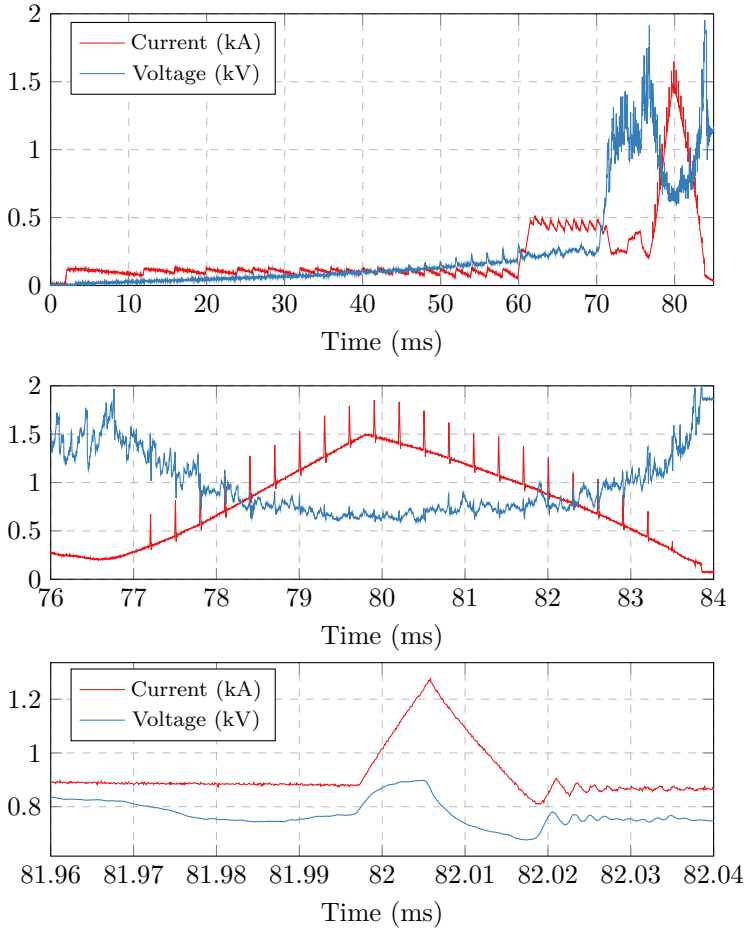 2
1.5
1
0.5
0
Current (kA)
Voltage (kV)
0 10 20 30 40 50 60 70 80
Time (ms)
2
1.5
1
0.5
0
76 77 78 79 80 81 82 83 84
Time (ms)
1.2
1
0.8
Current (kA)
Voltage (kV)
81.96 81.97 81.98 81.99 82 82.01 82.02 82.03 82.04
Time (ms)